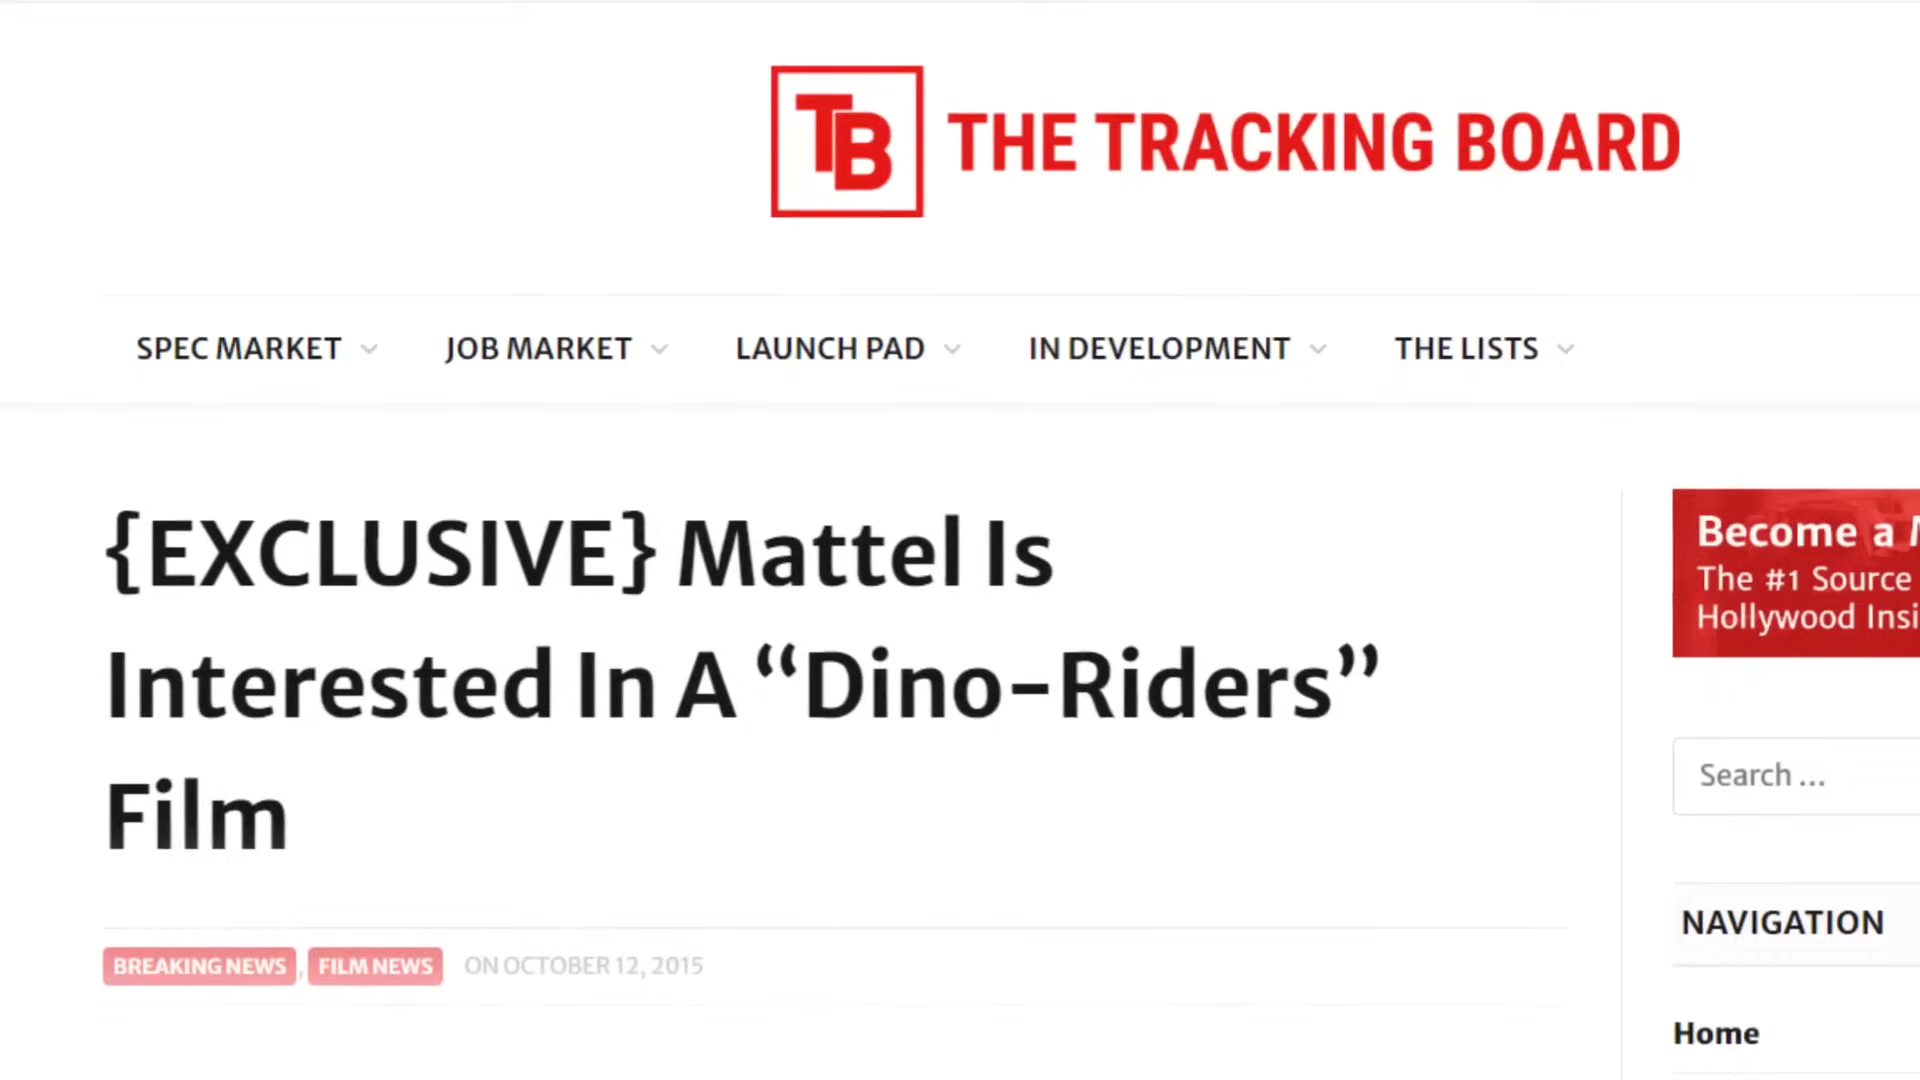 TB THE TRACKING BOARD
SPEC MARKET JOB MARKET LAUNCH PAD IN DEVELOPMENT THE LISTS
{EXCLUSIVE} Mattel Is
Interested In A “Dino-Riders”
Film
BREAKING NEWS, FILM NEWS ON OCTOBER 12, 2015
Become a
The #1 Source
Hollywood
Search ...
NAVIGATION
Home